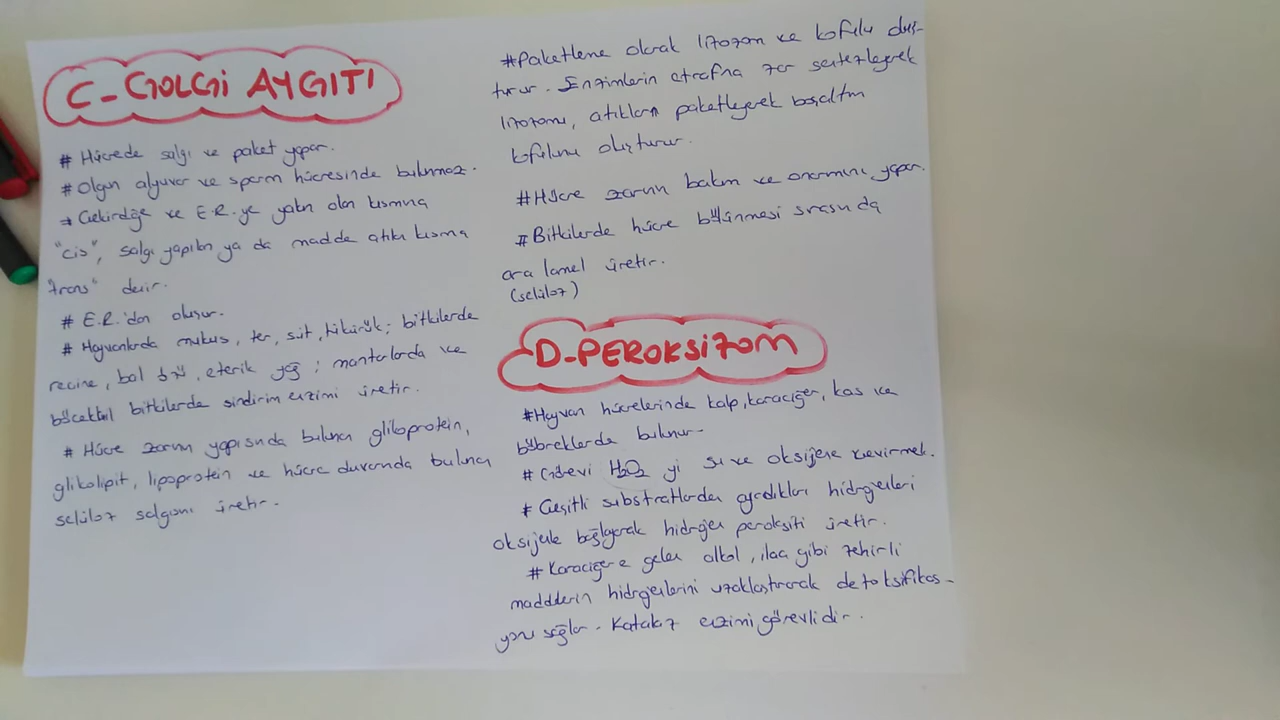 C- GOLGİ AYGITI
# Hücrede salgı ve paket yapar.
# Olgun alyuvar ve sperm hücresinde bulunmaz.
→ Çekirdeğe ve E.R.ye yakın olan kısmına
"cis", salgı yapılan ya da madde atılan kısma
"trans" denir.
# E.R.'dan oluşur.
# Hayvanlarda mukus, ter, süt, tükürük; bitkilerde
reçine, bal özü, eterik yağ; mantarlarda ve
böcekçil bitkilerde sindirim enzimi üretir.
# Hücre zarının yapısında bulunan glikoprotein,
glikolipit, lipoprotein ve hücre duvarında bulunan
selüloz salgısını üretir.
# Paketleme olarak lizozom ve kofulu oluş-
turur. Enzimlerin etrafına zar sentezleyerek
lizozomu, atıkların paketleyerek boşaltım
kofulunu oluşturur.
# Hücre zarının bakım ve onarımını yapar.
# Bitkilerde hücre bölünmesi sırasında
ara lamel üretir.
(selüloz)
D-PEROKSİZOM
# Hayvan hücrelerinde kalp, karaciğer, kas ve
böbreklerde bulunur-
# Görevi H2O2 yi su ve oksijene çevirmek.
# Çeşitli substratlardan ayırdıkları hidrojenleri
oksijenle bağlayarak hidrojen peroksiti üretir.
# Karaciğere gelen alkol, ilaç gibi zehirli
maddelerin hidrojenlerini uzaklaştırarak detoksifikas-
yonu sağlar. Katalaz enzimi görevlidir.